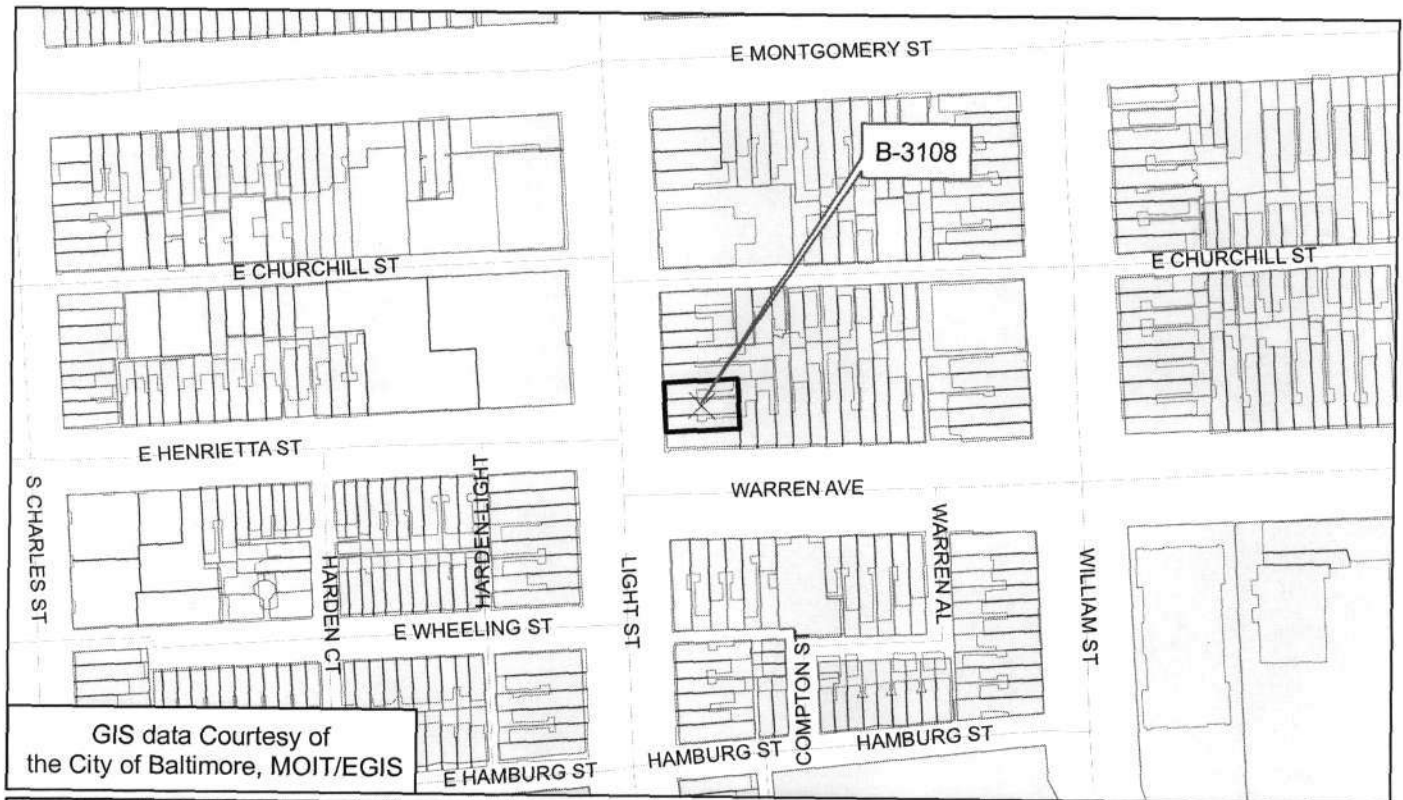 E MONTGOMERY ST
B-3108
E CHURCHILL ST
E CHURCHILL ST
E HENRIETTA ST
WARREN AVE
S CHARLES ST
HARDEN CT
HARDEN-LIGHT
LIGHT ST
WARREN AL
WILLIAM ST
E WHEELING ST
COMPTON ST
HAMBURG ST
HAMBURG ST
E HAMBURG ST
GIS data Courtesy of
the City of Baltimore, MOIT/EGIS